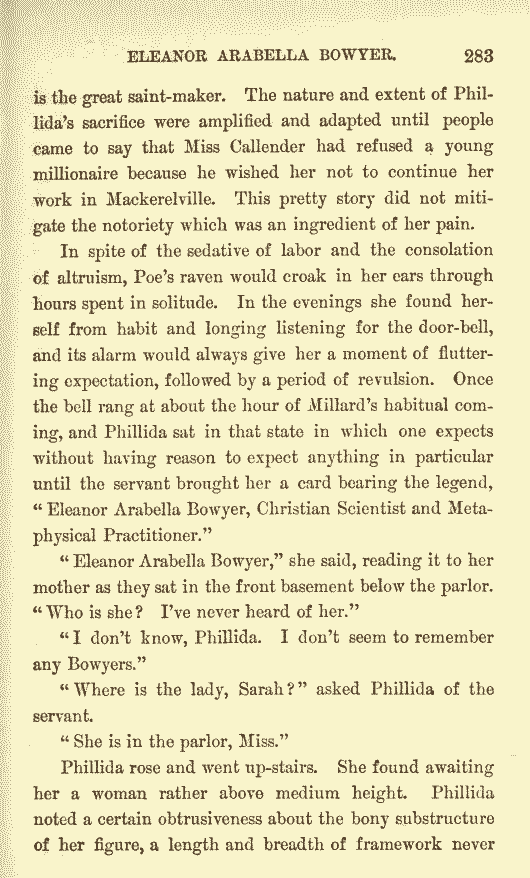 ELEANOR ARABELLA BOWYER. 283
is the great saint-maker. The nature and extent of Phil-
lida's sacrifice were amplified and adapted until people
came to say that Miss Callender had refused a young
millionaire because he wished her not to continue her
work in Mackerelville. This pretty story did not miti-
gate the notoriety which was an ingredient of her pain.
In spite of the sedative of labor and the consolation
of altruism, Poe's raven would croak in her ears through
hours spent in solitude. In the evenings she found her-
self from habit and longing listening for the door-bell,
and its alarm would always give her a moment of flutter-
ing expectation, followed by a period of revulsion. Once
the bell rang at about the hour of Millard's habitual com-
ing, and Phillida sat in that state in which one expects
without having reason to expect anything in particular
until the servant brought her a card bearing the legend,
“Eleanor Arabella Bowyer, Christian Scientist and Meta-
physical Practitioner.”
“Eleanor Arabella Bowyer,” she said, reading it to her
mother as they sat in the front basement below the parlor.
“Who is she? I've never heard of her.”
“I don't know, Phillida. I don't seem to remember
any Bowyers.”
“Where is the lady, Sarah?” asked Phillida of the
servant.
“She is in the parlor, Miss.”
Phillida rose and went up-stairs. She found awaiting
her a woman rather above medium height. Phillida
noted a certain obtrusiveness about the bony substructure
of her figure, a length and breadth of framework never